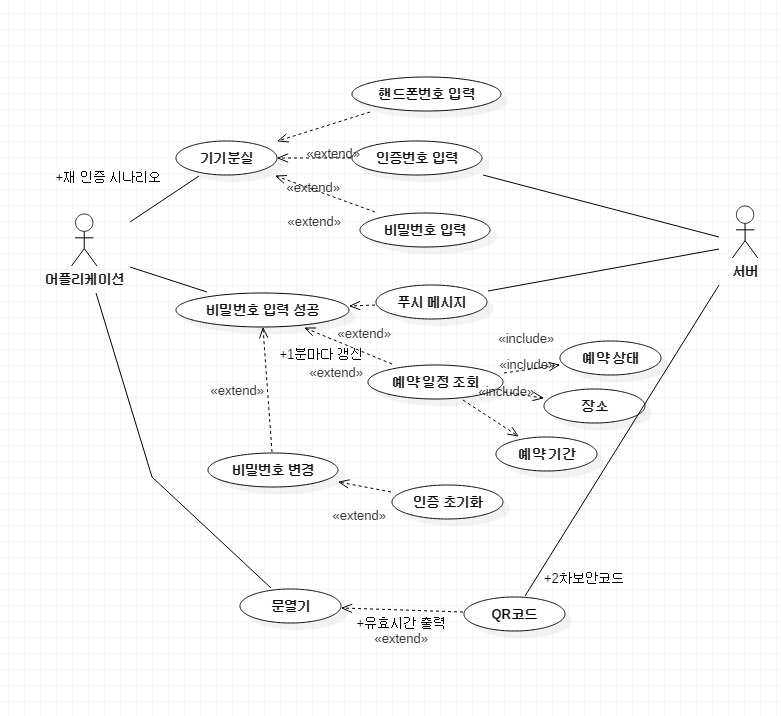 핸드폰번호 입력
기기분실
«extend»
인증번호 입력
+재 인증 시나리오
«extend»
«extend»
비밀번호 입력
어플리케이션
서버
비밀번호 입력 성공
푸시 메시지
«extend»
+1분마다 갱신
«extend»
«include»
«include»
예약 상태
예약 일정 조회
«include»
«extend»
장소
예약 기간
비밀번호 변경
인증 초기화
«extend»
+2차보안코드
문열기
QR코드
+유효시간 출력
«extend»